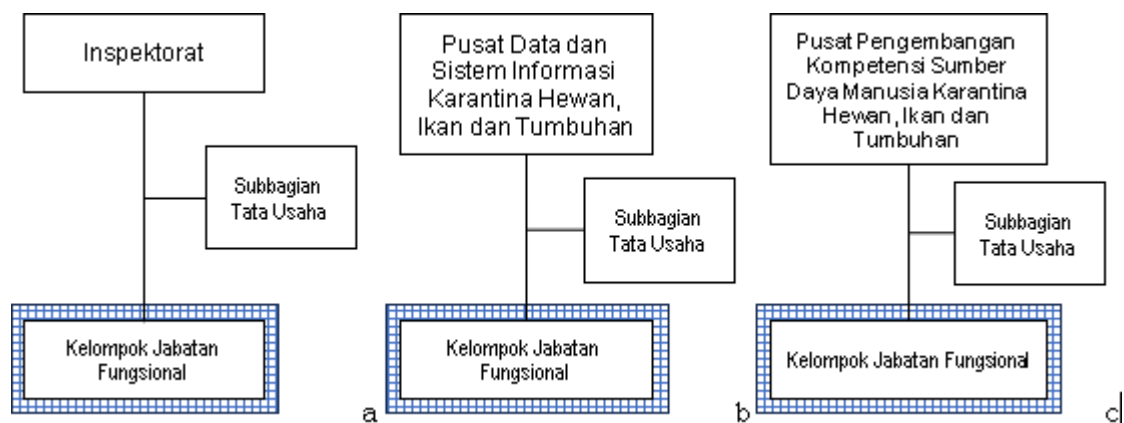 Inspektorat
Subbagian
Tata Usaha
Kelompok Jabatan
Fungsional
a
Pusat Data dan
Sistem Informasi
Karantina Hewan,
Ikan dan Tumbuhan
Subbagian
Tata Usaha
Kelompok Jabatan
Fungsional
b
Pusat Pengembangan
Kompetensi Sumber
Daya Manusia Karantina
Hewan, Ikan dan
Tumbuhan
Subbagian
Tata Usaha
Kelompok Jabatan Fungsional
c